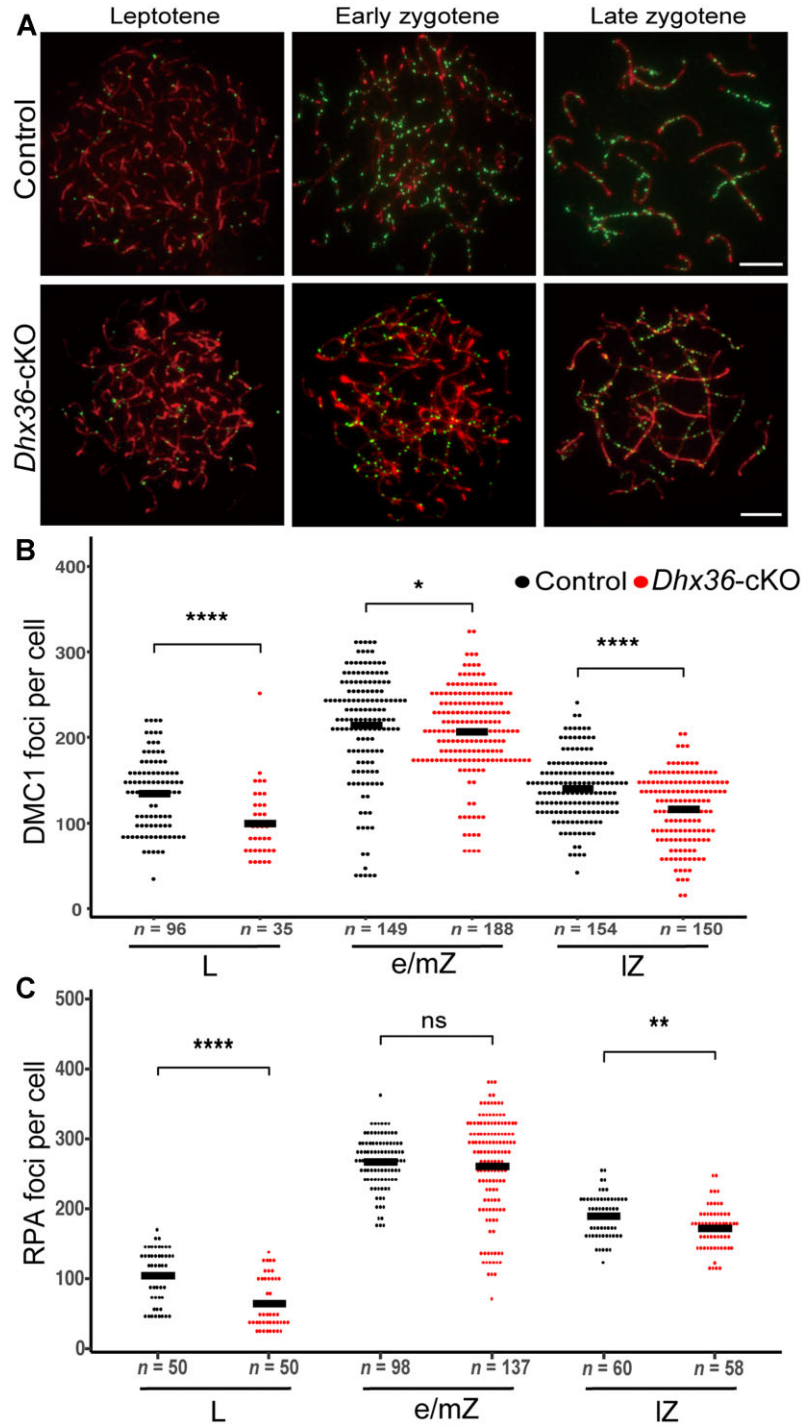 A
Leptotene Early zygotene Late zygotene
Control
Dhx36-cKO
B
DMC1 foci per cell
400
300
200
100
0
Control Dhx36-cKO
**** * ****
n = 96 n = 35 n = 149 n = 188 n = 154 n = 150
L e/mZ lZ
C
RPA foci per cell
500
400
300
200
100
0
**** ns **
n = 50 n = 50 n = 98 n = 137 n = 60 n = 58
L e/mZ lZ